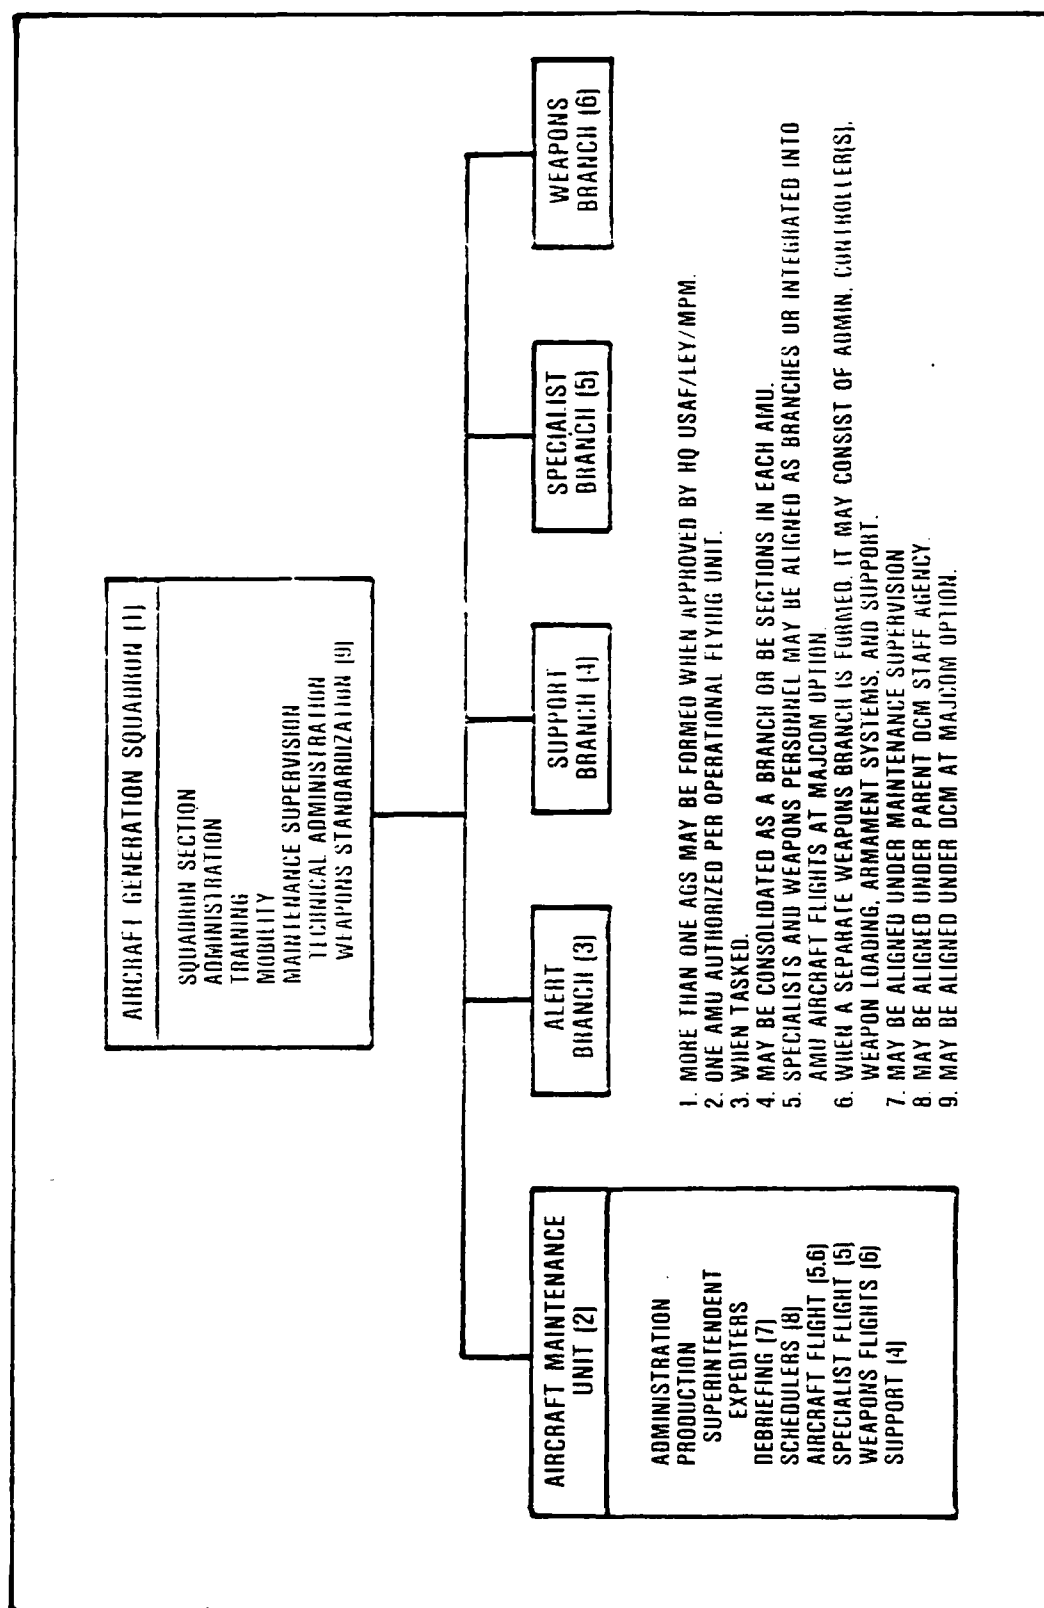 AIRCRAFT GENERATION SQUADRON (1)
SQUADRON SECTION
ADMINISTRATION
TRAINING
MOBILITY
MAINTENANCE SUPERVISION
TECHNICAL ADMINISTRATION
WEAPONS STANDARDIZATION (9)
AIRCRAFT MAINTENANCE
UNIT (2)
ADMINISTRATION
PRODUCTION
SUPERINTENDENT
EXPEDITERS
DEBRIEFING (7)
SCHEDULERS (8)
AIRCRAFT FLIGHT (5.6)
SPECIALIST FLIGHT (5)
WEAPONS FLIGHTS (6)
SUPPORT (4)
ALERT
BRANCH (3)
SUPPORT
BRANCH (4)
SPECIALIST
BRANCH (5)
WEAPONS
BRANCH (6)
1. MORE THAN ONE AGS MAY BE FORMED WHEN APPROVED BY HQ USAF/LEY/MPM.
2. ONE AMU AUTHORIZED PER OPERATIONAL FLYING UNIT.
3. WHEN TASKED.
4. MAY BE CONSOLIDATED AS A BRANCH OR BE SECTIONS IN EACH AMU.
5. SPECIALISTS AND WEAPONS PERSONNEL MAY BE ALIGNED AS BRANCHES OR INTEGRATED INTO
AMU AIRCRAFT FLIGHTS AT MAJCOM OPTION.
6. WHEN A SEPARATE WEAPONS BRANCH IS FORMED, IT MAY CONSIST OF ADMIN, CONTROLLER(S),
WEAPON LOADING, ARMAMENT SYSTEMS, AND SUPPORT.
7. MAY BE ALIGNED UNDER MAINTENANCE SUPERVISION
8. MAY BE ALIGNED UNDER PARENT DCM STAFF AGENCY.
9. MAY BE ALIGNED UNDER DCM AT MAJCOM OPTION.